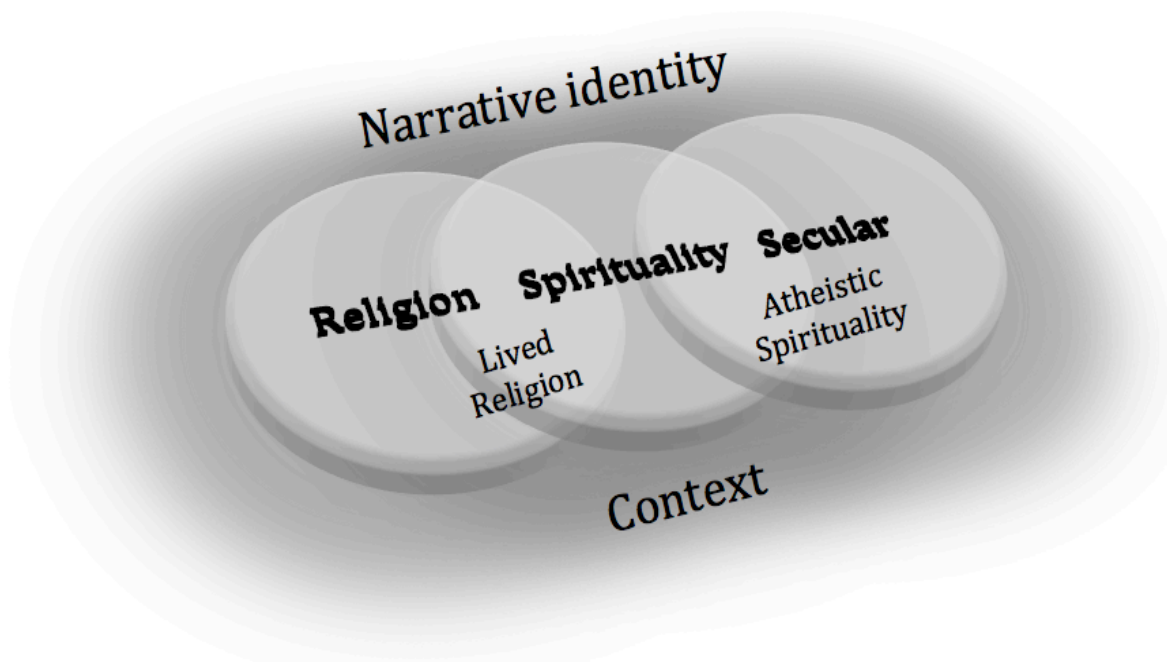 Narrative identity
Religion Spirituality Secular
Lived
Religion
Atheistic
Spirituality
Context